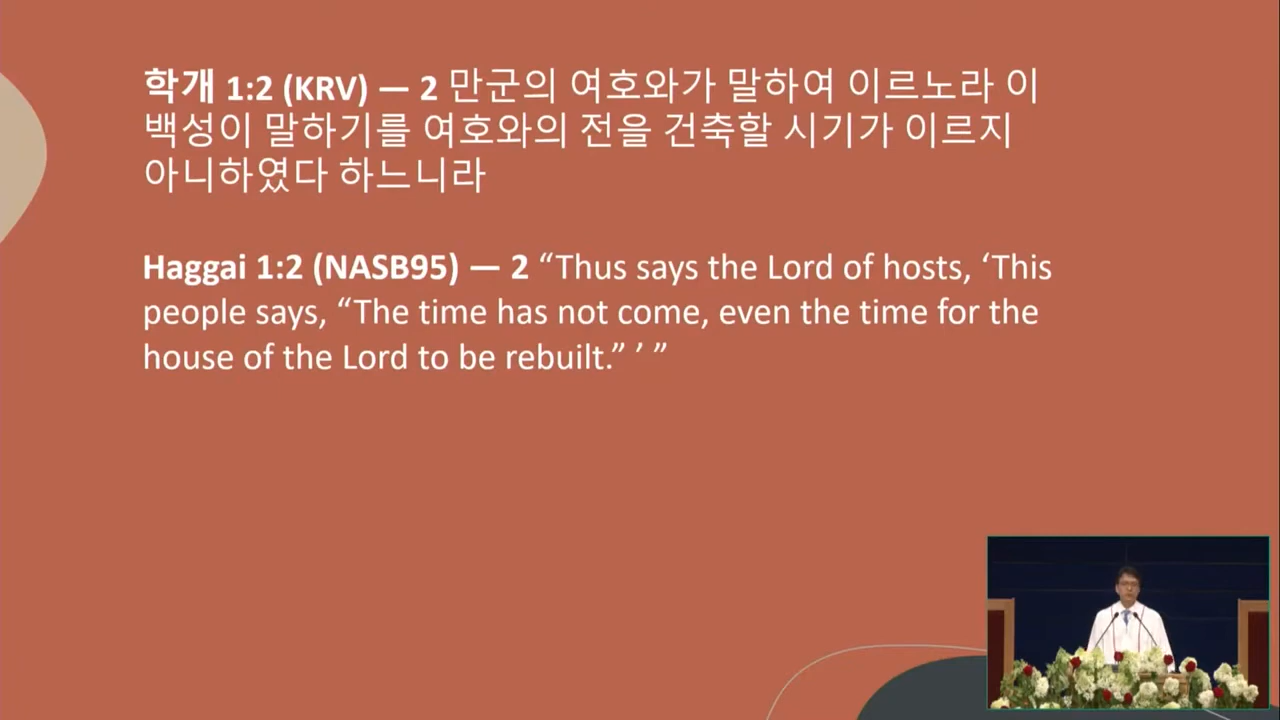 학개 1:2 (KRV) — 2 만군의 여호와가 말하여 이르노라 이
백성이 말하기를 여호와의 전을 건축할 시기가 이르지
아니하였다 하느니라
Haggai 1:2 (NASB95) — 2 “Thus says the Lord of hosts, ‘This
people says, “The time has not come, even the time for the
house of the Lord to be rebuilt.” ’ ”